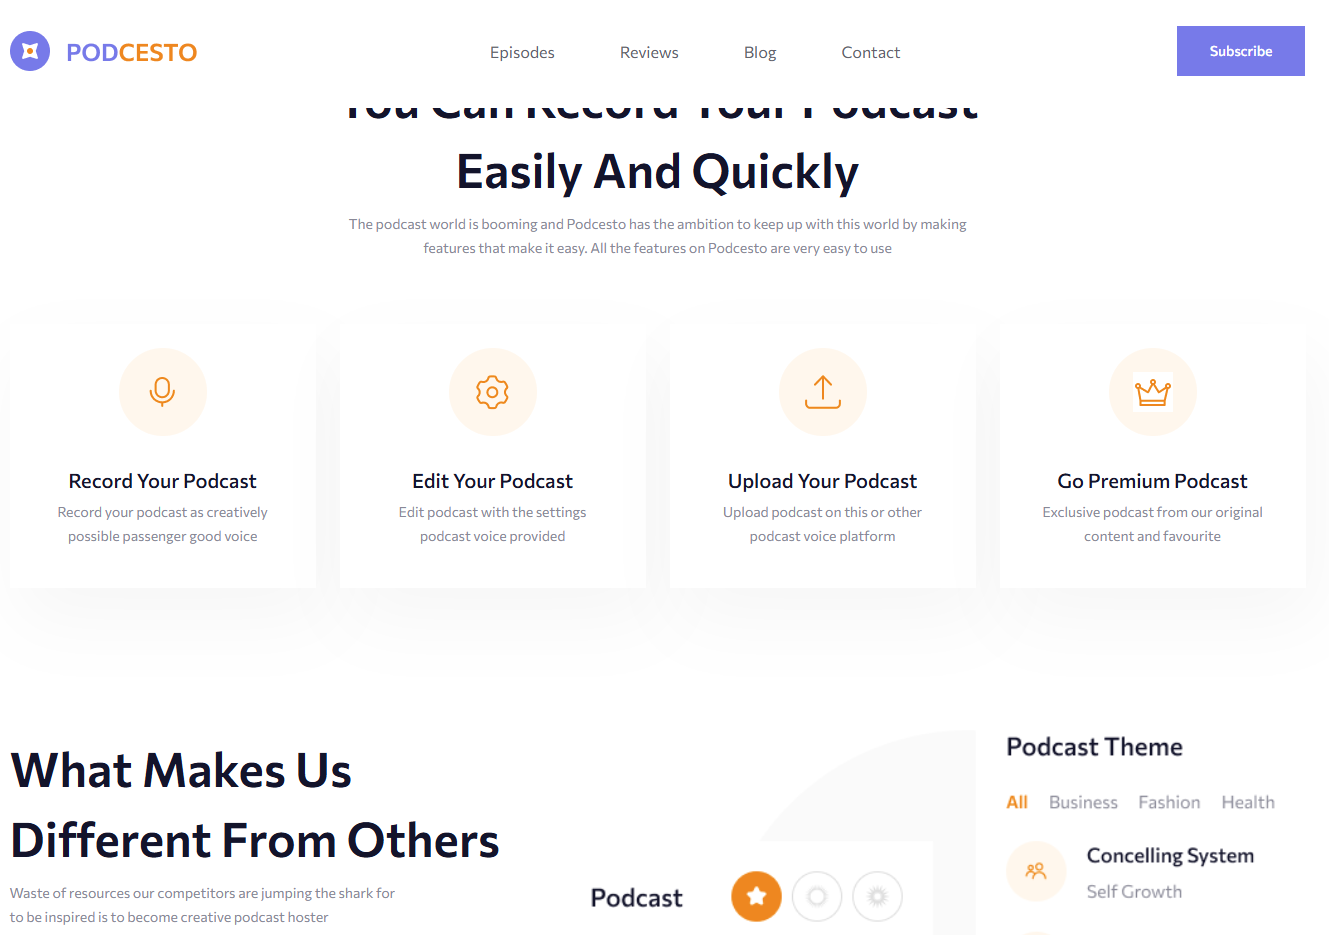 PODCESTO
Episodes
Reviews
Blog
Contact
Subscribe
You Can Record Your Podcast
Easily And Quickly
The podcast world is booming and Podcesto has the ambition to keep up with this world by making
features that make it easy. All the features on Podcesto are very easy to use
Record Your Podcast
Record your podcast as creatively
possible passenger good voice
Edit Your Podcast
Edit podcast with the settings
podcast voice provided
Upload Your Podcast
Upload podcast on this or other
podcast voice platform
Go Premium Podcast
Exclusive podcast from our original
content and favourite
What Makes Us
Different From Others
Waste of resources our competitors are jumping the shark for
to be inspired is to become creative podcast hoster
Podcast
Podcast Theme
All Business Fashion Health
Concelling System
Self Growth